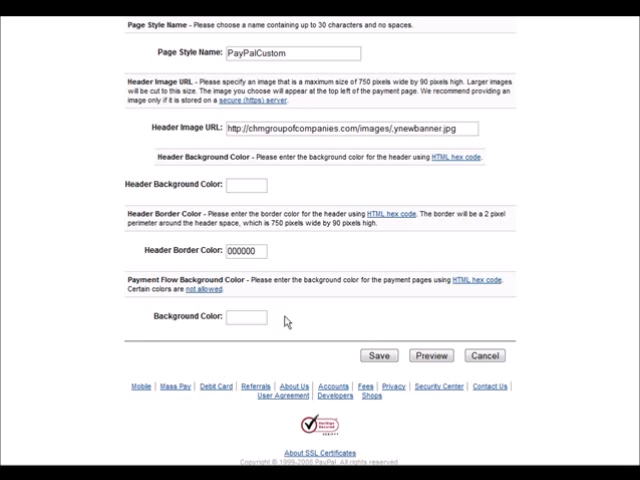 Page Style Name - Please choose a name containing up to 30 characters and no spaces.
Page Style Name: PayPalCustom
Header Image URL - Please specify an image that is a maximum size of 750 pixels wide by 90 pixels high. Larger images
will be cut to this size. The image you choose will appear at the top left of the payment page. We recommend providing an
image only if it is stored on a secure (https) server.
Header Image URL: http://chmgroupofcompanies.com/images/.ynewbanner.jpg
Header Background Color - Please enter the background color for the header using HTML hex code.
Header Background Color:
Header Border Color - Please enter the border color for the header using HTML hex code. The border will be a 2 pixel
perimeter around the header space, which is 750 pixels wide by 90 pixels high.
Header Border Color: 000000
Payment Flow Background Color - Please enter the background color for the payment pages using HTML hex code.
Certain colors are not allowed.
Background Color:
Save Preview Cancel
Mobile | Mass Pay | Debit Card | Referrals | About Us | Accounts | Fees | Privacy | Security Center | Contact Us |
User Agreement | Developers | Shops
About SSL Certificates
Copyright © 1999-2008 PayPal. All rights reserved.